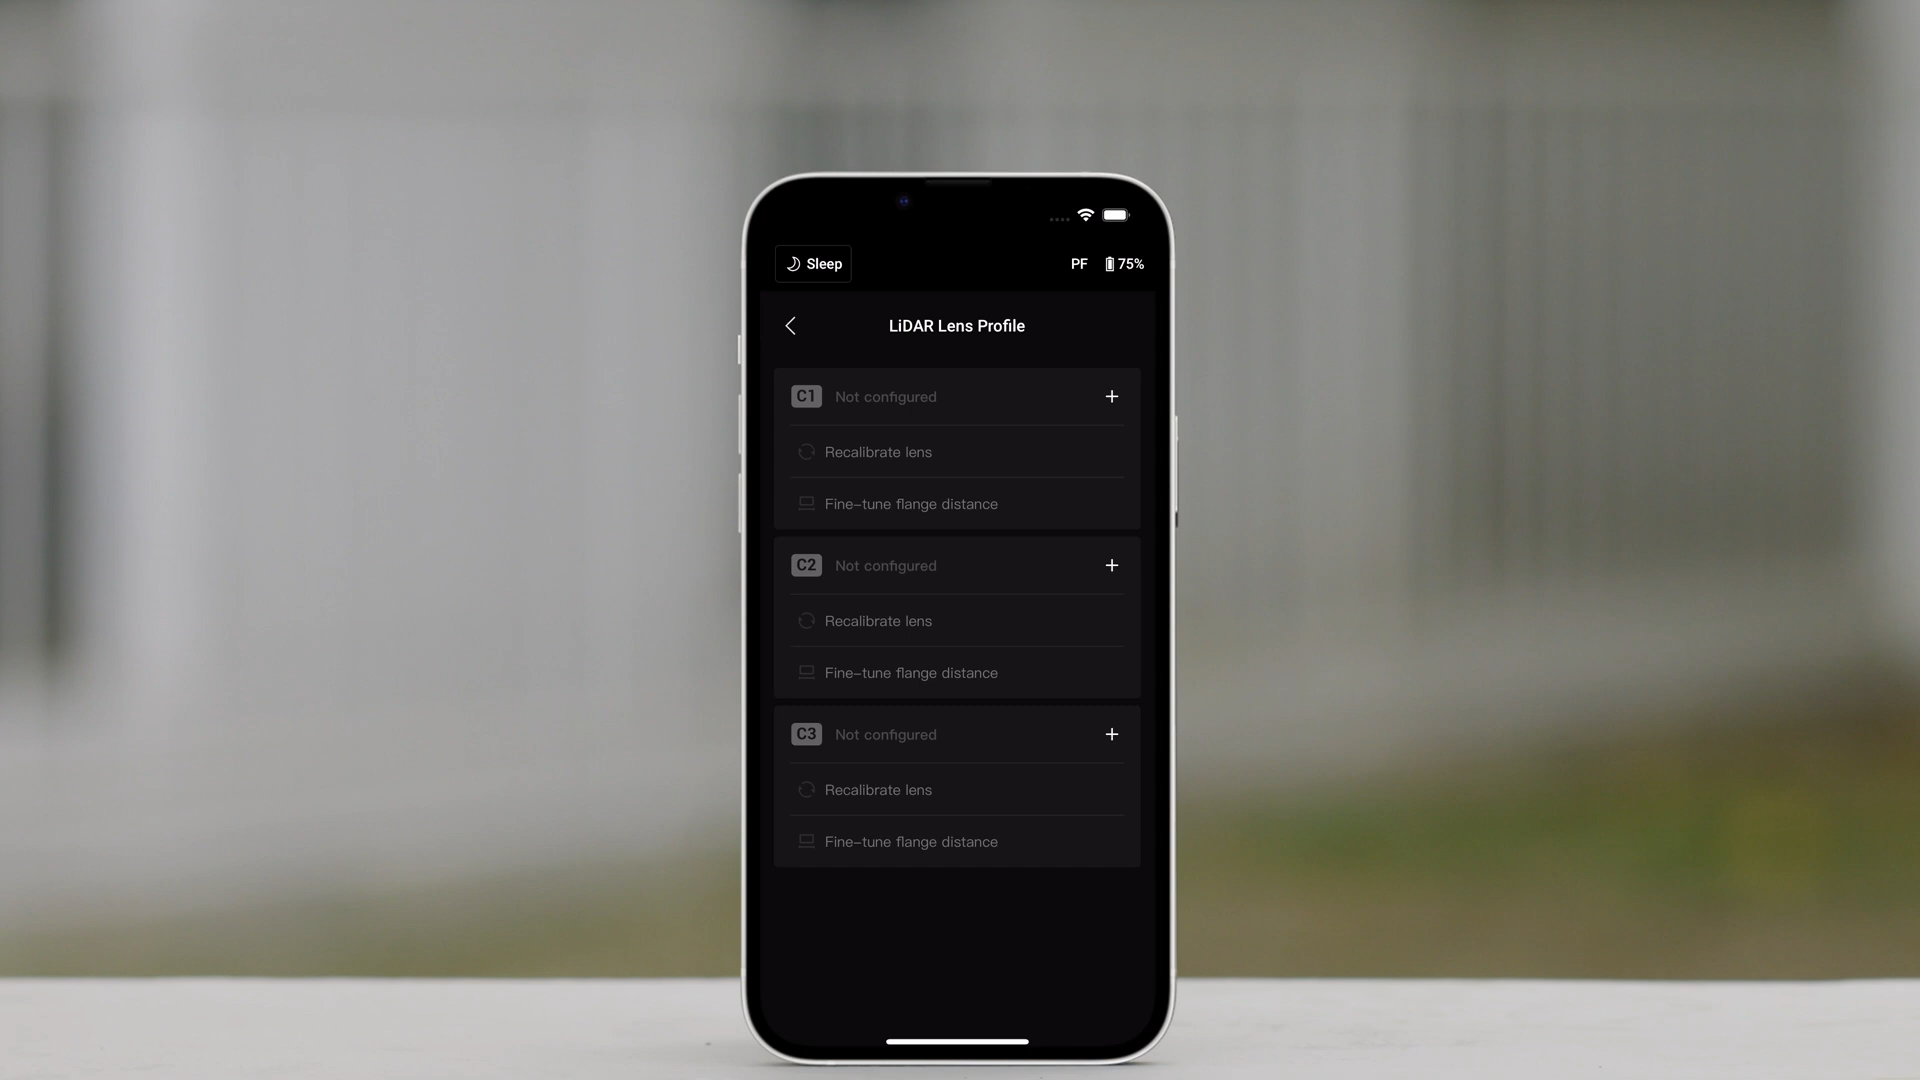 Sleep PF 75%
LiDAR Lens Profile
C1 Not configured
Recalibrate lens
Fine-tune flange distance
C2 Not configured
Recalibrate lens
Fine-tune flange distance
C3 Not configured
Recalibrate lens
Fine-tune flange distance